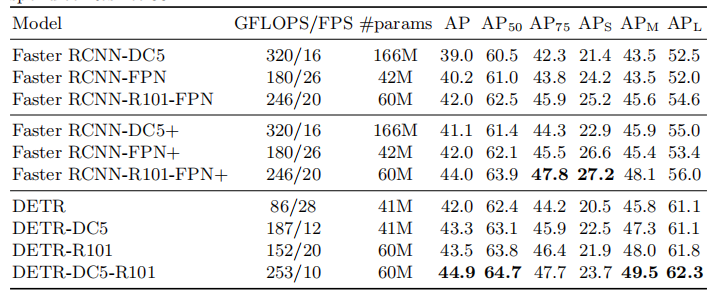 Model GFLOPS/FPS #params AP AP50 AP75 APS APM APL
Faster RCNN-DC5 320/16 166M 39.0 60.5 42.3 21.4 43.5 52.5
Faster RCNN-FPN 180/26 42M 40.2 61.0 43.8 24.2 43.5 52.0
Faster RCNN-R101-FPN 246/20 60M 42.0 62.5 45.9 25.2 45.6 54.6
Faster RCNN-DC5+ 320/16 166M 41.1 61.4 44.3 22.9 45.9 55.0
Faster RCNN-FPN+ 180/26 42M 42.0 62.1 45.5 26.6 45.4 53.4
Faster RCNN-R101-FPN+ 246/20 60M 44.0 63.9 47.8 27.2 48.1 56.0
DETR 86/28 41M 42.0 62.4 44.2 20.5 45.8 61.1
DETR-DC5 187/12 41M 43.3 63.1 45.9 22.5 47.3 61.1
DETR-R101 152/20 60M 43.5 63.8 46.4 21.9 48.0 61.8
DETR-DC5-R101 253/10 60M 44.9 64.7 47.7 23.7 49.5 62.3